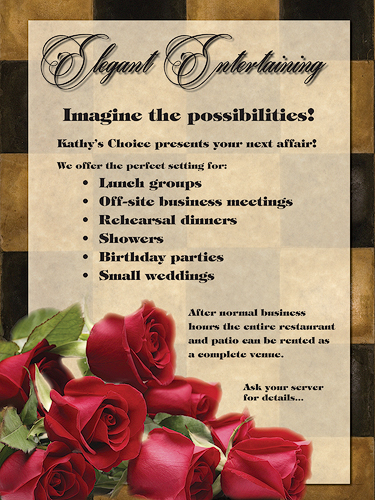 Elegant Entertaining
Imagine the possibilities!
Kathy's Choice presents your next affair!
We offer the perfect setting for:
• Lunch groups
• Off-site business meetings
• Rehearsal dinners
• Showers
• Birthday parties
• Small weddings
After normal business
hours the entire restaurant
and patio can be rented as
a complete venue.
Ask your server
for details...